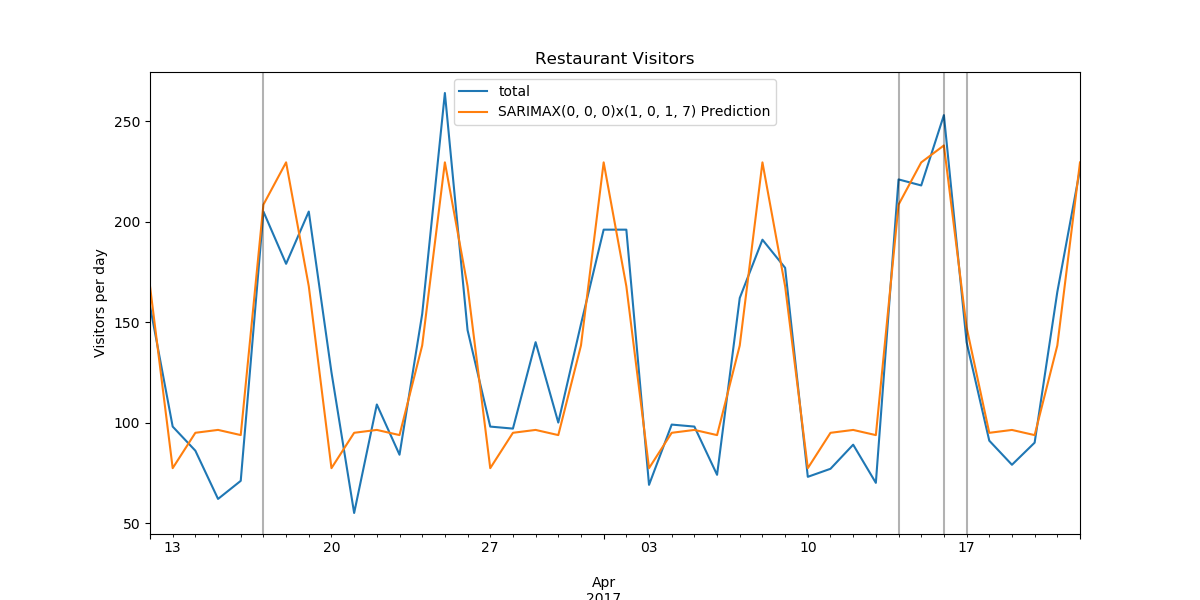 Restaurant Visitors
total
SARIMAX(0, 0, 0)x(1, 0, 1, 7) Prediction
Visitors per day
250
200
150
100
50
13
20
27
03
10
17
Apr
2017